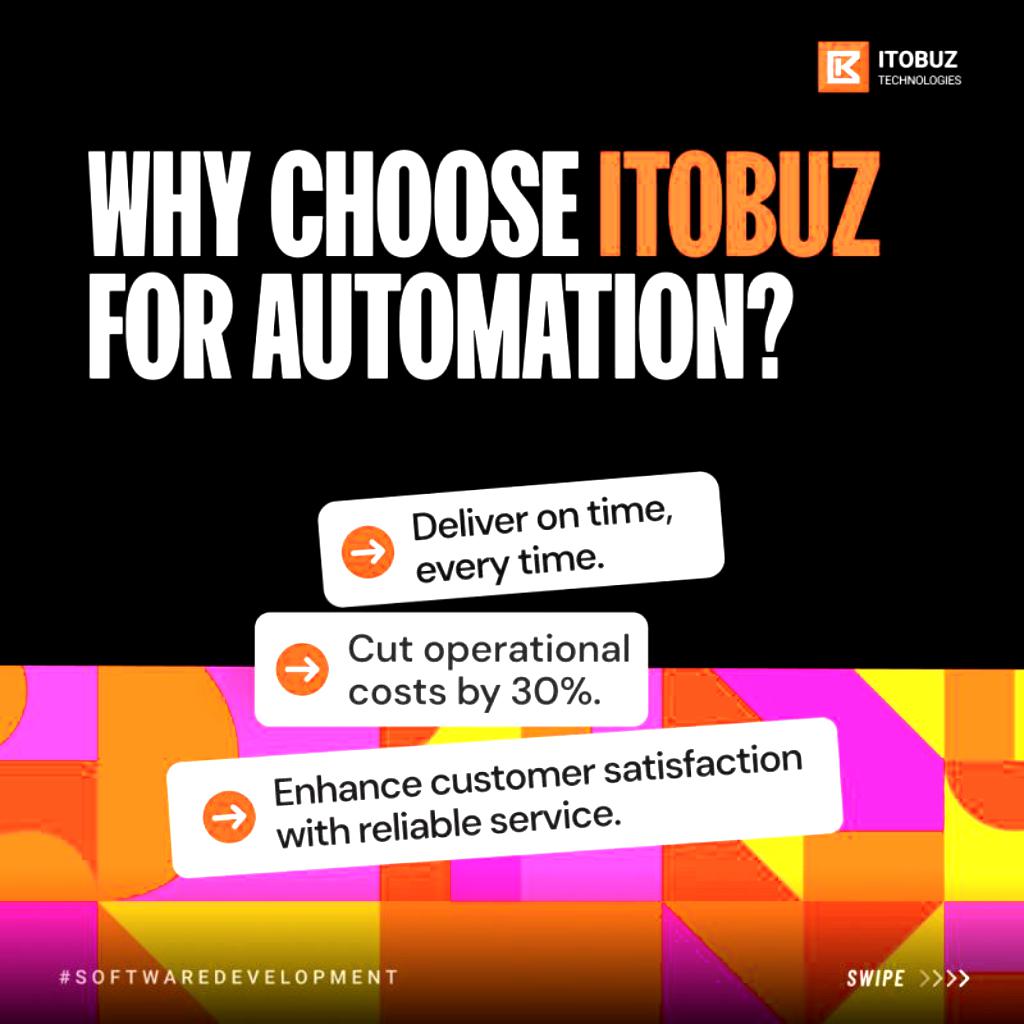 ITOBUZ
TECHNOLOGIES
WHY CHOOSE ITOBUZ
FOR AUTOMATION?
Deliver on time,
every time.
Cut operational
costs by 30%.
Enhance customer satisfaction
with reliable service.
#SOFTWAREDEVELOPMENT
SWIPE >>>>